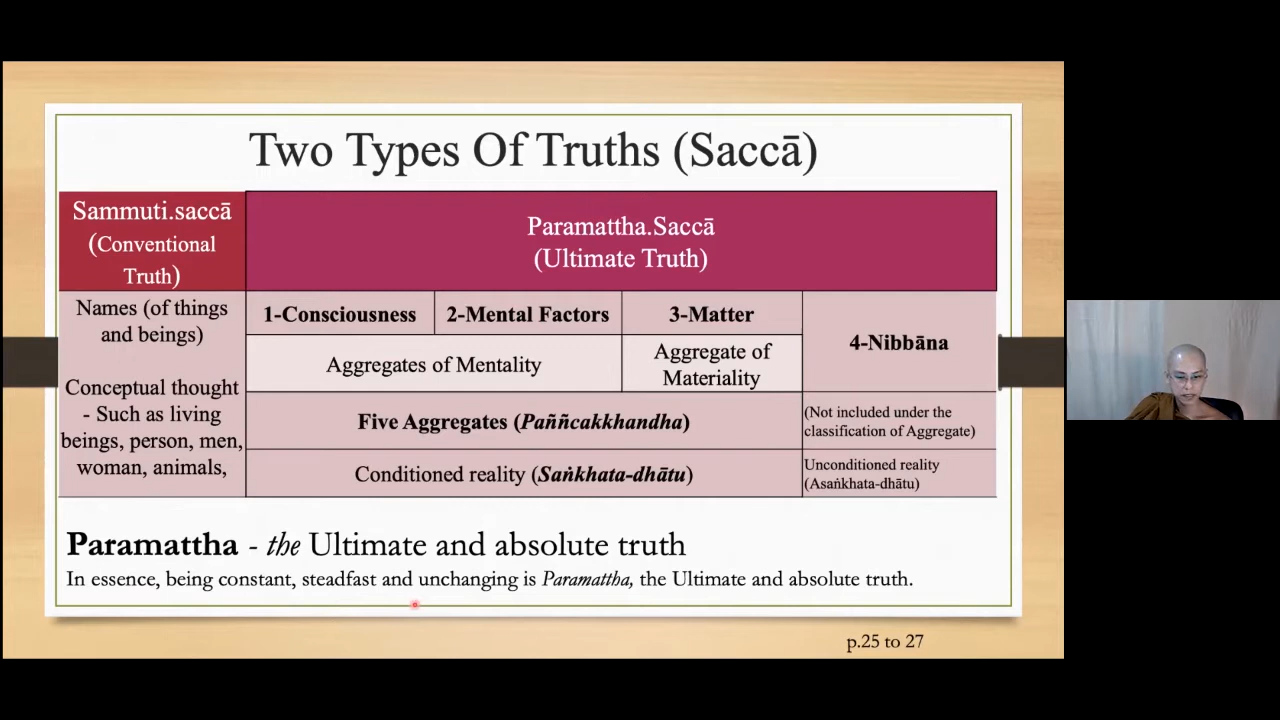 Two Types Of Truths (Saccā)
Sammuti.saccā
(Conventional
Truth)
Paramattha.Saccā
(Ultimate Truth)
Names (of things
and beings)
Conceptual thought
- Such as living
beings, person, men,
woman, animals,
1-Consciousness
2-Mental Factors
3-Matter
4-Nibbāna
Aggregates of Mentality
Aggregate of
Materiality
Five Aggregates (Paññcakkhandha)
(Not included under the
classification of Aggregate)
Conditioned reality (Saṅkhata-dhātu)
Unconditioned reality
(Asaṅkhata-dhātu)
Paramattha - the Ultimate and absolute truth
In essence, being constant, steadfast and unchanging is Paramattha, the Ultimate and absolute truth.
p.25 to 27